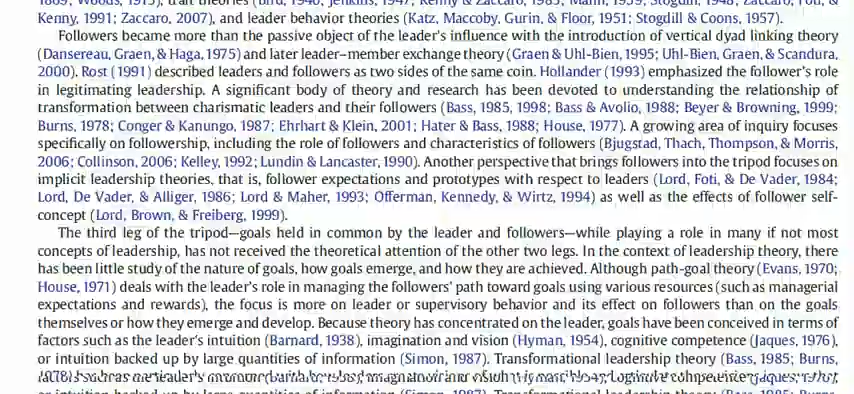 Kenny, 1991; Zaccaro, 2007), and leader behavior theories (Katz, Maccoby, Gurin, & Floor, 1951; Stogdill & Coons, 1957).
Followers became more than the passive object of the leader's influence with the introduction of vertical dyad linking theory
(Dansereau, Graen, & Haga, 1975) and later leader–member exchange theory (Graen & Uhl-Bien, 1995; Uhl-Bien, Graen, & Scandura,
2000). Rost (1991) described leaders and followers as two sides of the same coin. Hollander (1993) emphasized the follower's role
in legitimating leadership. A significant body of theory and research has been devoted to understanding the relationship of
transformation between charismatic leaders and their followers (Bass, 1985, 1998; Bass & Avolio, 1988; Beyer & Browning, 1999;
Burns, 1978; Conger & Kanungo, 1987; Ehrhart & Klein, 2001; Hater & Bass, 1988; House, 1977). A growing area of inquiry focuses
specifically on followership, including the role of followers and characteristics of followers (Bjugstad, Thach, Thompson, & Morris,
2006; Collinson, 2006; Kelley, 1992; Lundin & Lancaster, 1990). Another perspective that brings followers into the tripod focuses on
implicit leadership theories, that is, follower expectations and prototypes with respect to leaders (Lord, Foti, & De Vader, 1984;
Lord, De Vader, & Alliger, 1986; Lord & Maher, 1993; Offerman, Kennedy, & Wirtz, 1994) as well as the effects of follower self-
concept (Lord, Brown, & Freiberg, 1999).
The third leg of the tripod—goals held in common by the leader and followers—while playing a role in many if not most
concepts of leadership, has not received the theoretical attention of the other two legs. In the context of leadership theory, there
has been little study of the nature of goals, how goals emerge, and how they are achieved. Although path-goal theory (Evans, 1970;
House, 1971) deals with the leader's role in managing the followers' path toward goals using various resources (such as managerial
expectations and rewards), the focus is more on leader or supervisory behavior and its effect on followers than on the goals
themselves or how they emerge and develop. Because theory has concentrated on the leader, goals have been conceived in terms of
factors such as the leader's intuition (Barnard, 1938), imagination and vision (Hyman, 1954), cognitive competence (Jaques, 1976),
or intuition backed up by large quantities of information (Simon, 1987). Transformational leadership theory (Bass, 1985; Burns,